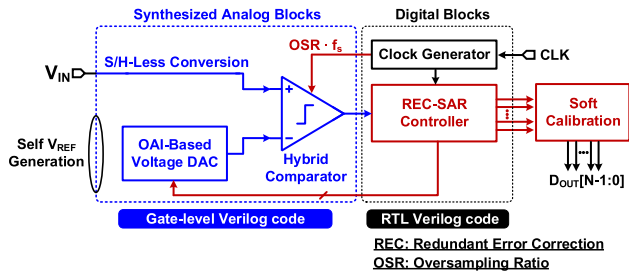 Synthesized Analog Blocks
Digital Blocks
OSR · fs
Clock Generator
CLK
VIN
S/H-Less Conversion
+
−
REC-SAR
Controller
Soft
Calibration
Self VREF
Generation
OAI-Based
Voltage DAC
Hybrid
Comparator
DOUT[N-1:0]
Gate-level Verilog code
RTL Verilog code
REC: Redundant Error Correction
OSR: Oversampling Ratio